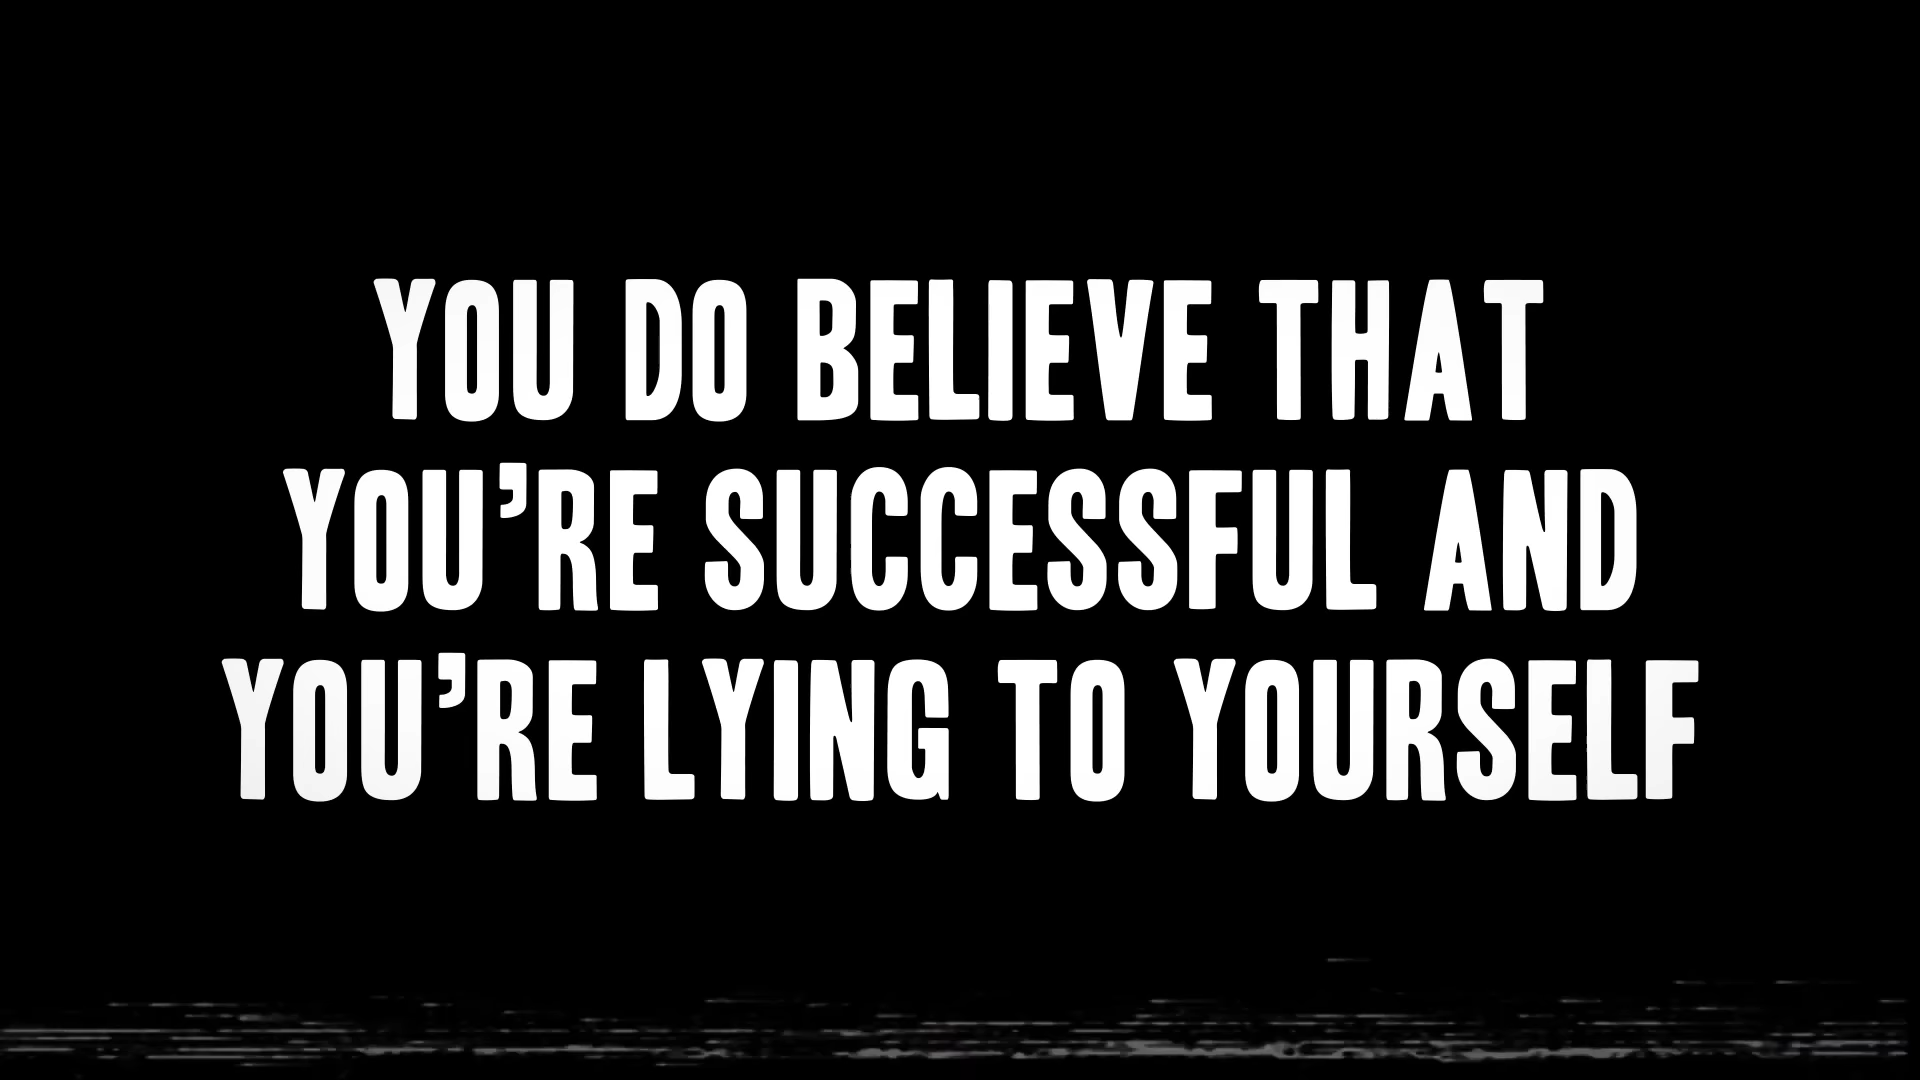 YOU DO BELIEVE THAT
YOU'RE SUCCESSFUL AND
YOU'RE LYING TO YOURSELF